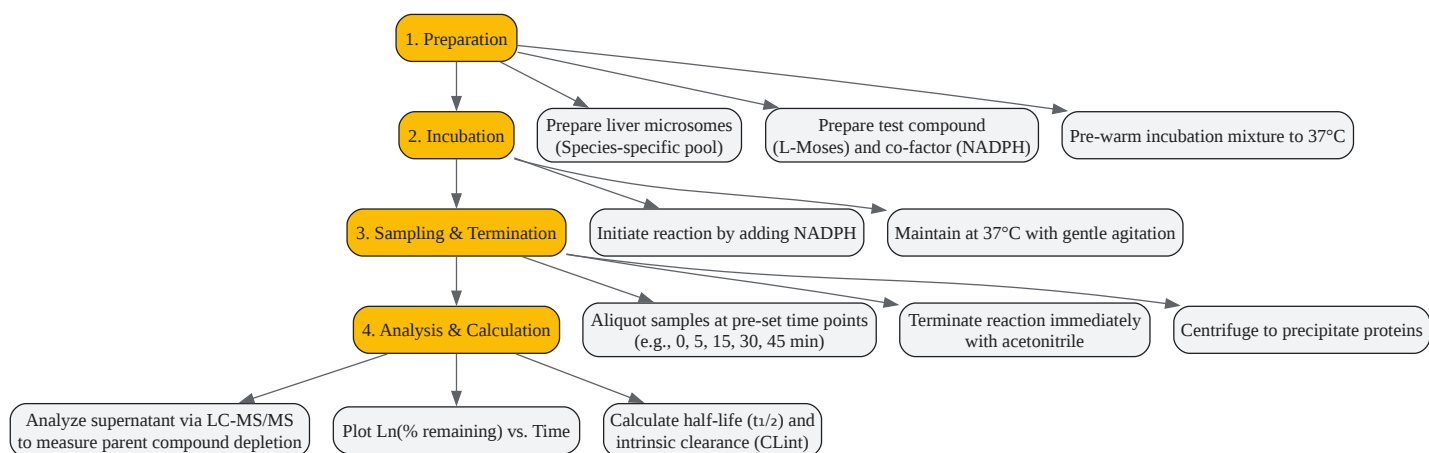 1. Preparation
2. Incubation
Prepare liver microsomes
(Species-specific pool)
Prepare test compound
(L-Moses) and co-factor (NADPH)
Pre-warm incubation mixture to 37°C
3. Sampling & Termination
Initiate reaction by adding NADPH
Maintain at 37°C with gentle agitation
4. Analysis & Calculation
Aliquot samples at pre-set time points
(e.g., 0, 5, 15, 30, 45 min)
Terminate reaction immediately
with acetonitrile
Centrifuge to precipitate proteins
Analyze supernatant via LC-MS/MS
to measure parent compound depletion
Plot Ln(% remaining) vs. Time
Calculate half-life (t₁/₂) and
intrinsic clearance (CLint)